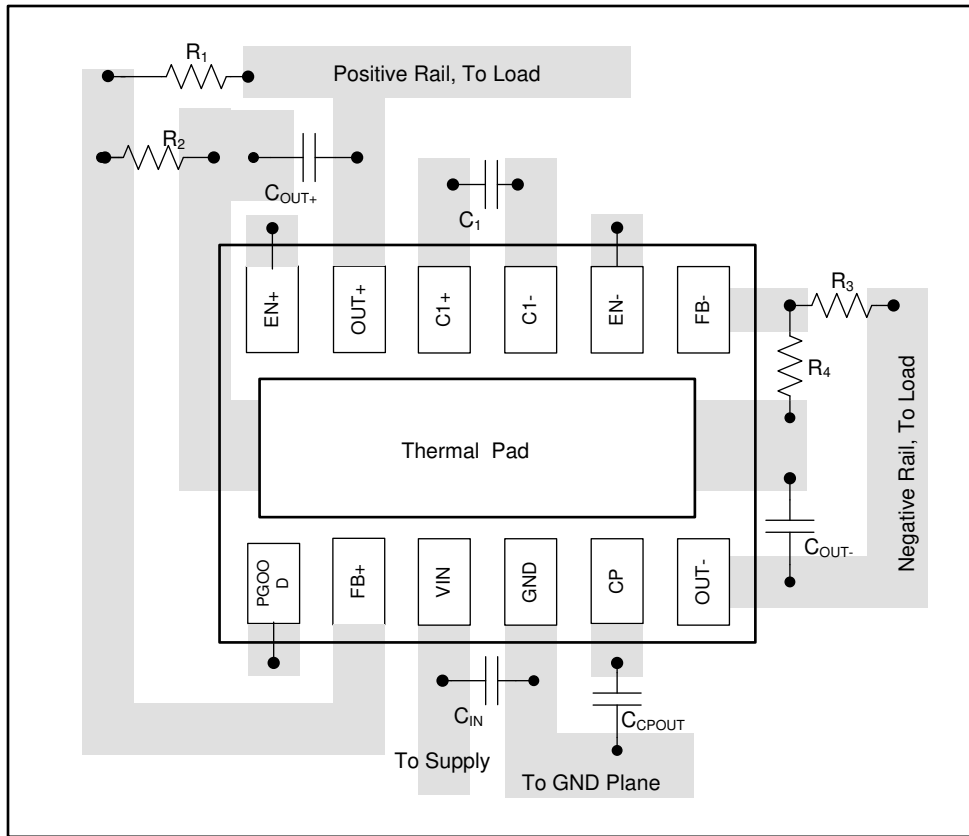 R1
Positive Rail, To Load
R2
COUT+
C1
EN+
OUT+
C1+
C1-
EN-
FB-
R3
R4
Thermal Pad
Negative Rail, To Load
COUT-
PGOO
D
FB+
VIN
GND
CP
OUT-
CIN
CCPOUT
To Supply
To GND Plane